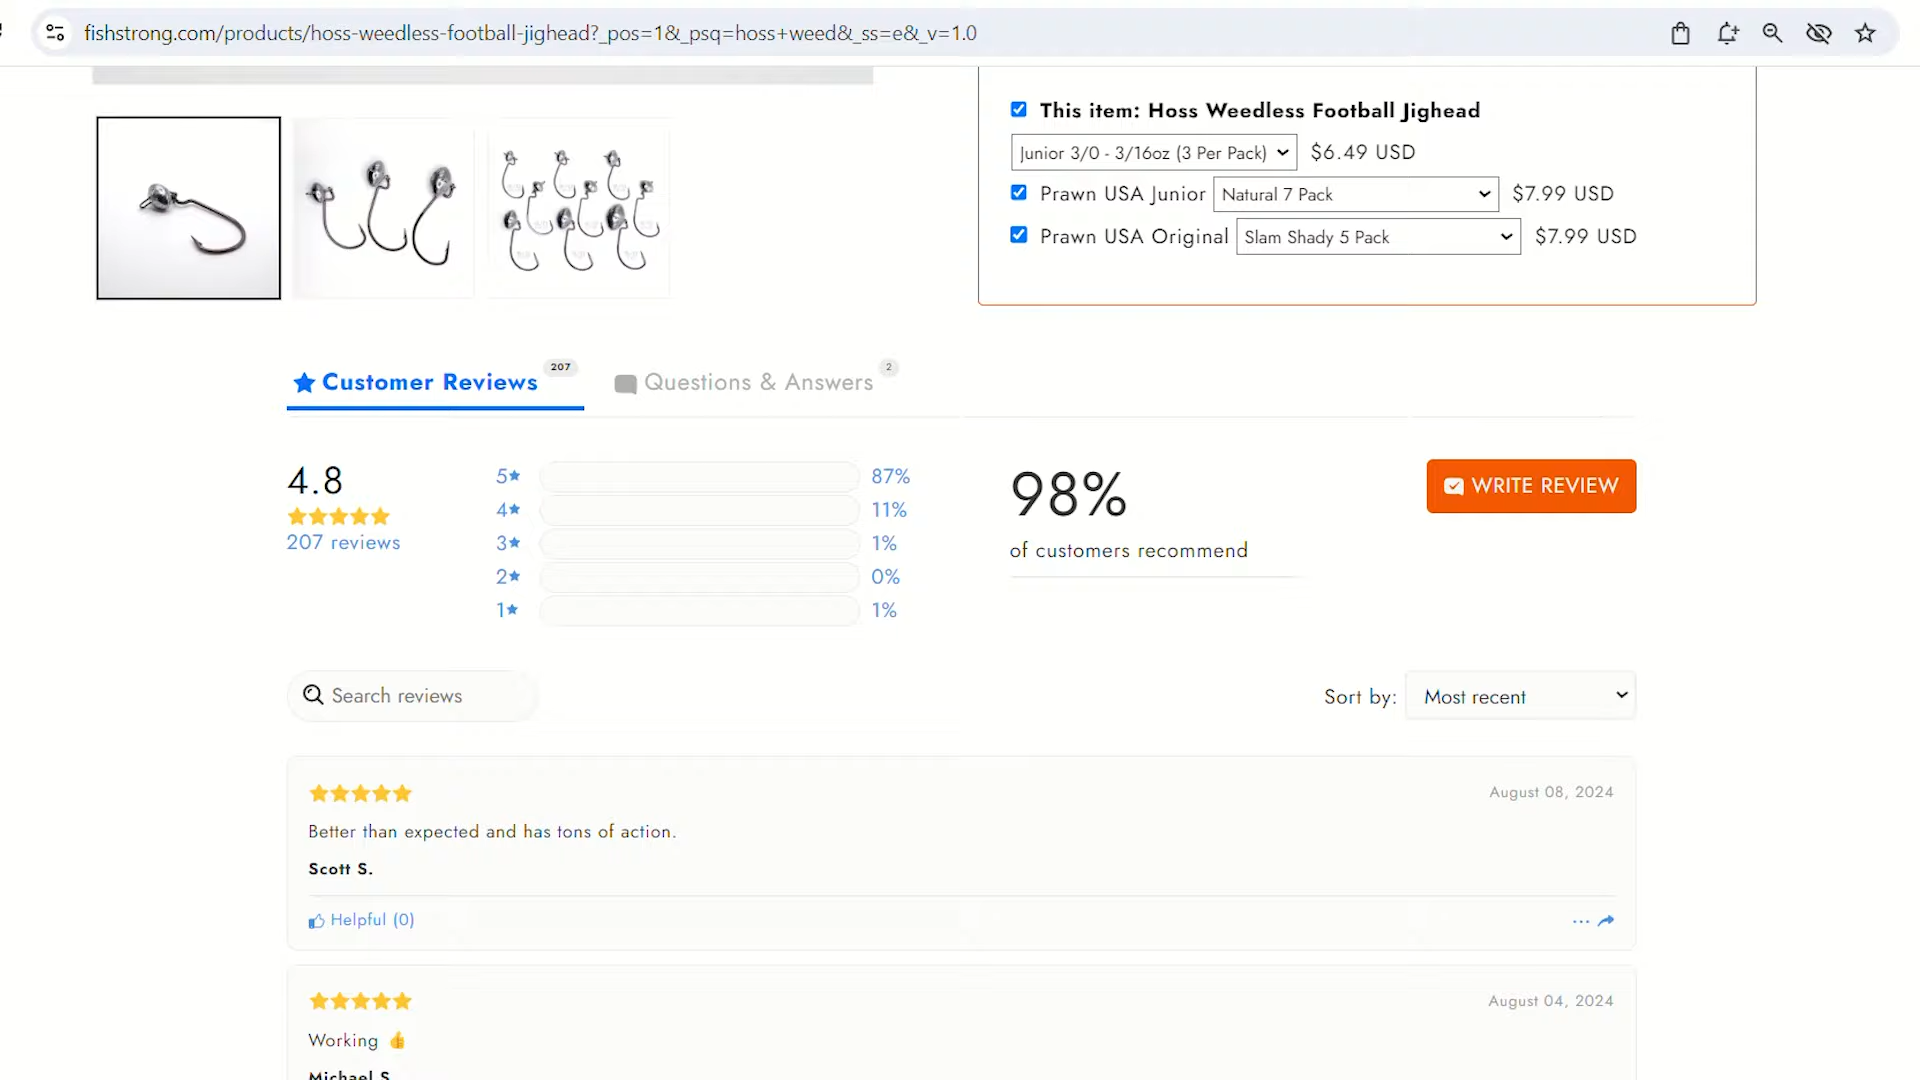 fishstrong.com/products/hoss-weedless-football-jighead?_pos=1&_psq=hoss+weed&_ss=e&_v=1.0
This item: Hoss Weedless Football Jighead
Junior 3/0 - 3/16oz (3 Per Pack) $6.49 USD
Prawn USA Junior Natural 7 Pack $7.99 USD
Prawn USA Original Slam Shady 5 Pack $7.99 USD
Customer Reviews 207 Questions & Answers 2
4.8
207 reviews
5★ 87%
4★ 11%
3★ 1%
2★ 0%
1★ 1%
98%
of customers recommend
WRITE REVIEW
Search reviews
Sort by: Most recent
August 08, 2024
Better than expected and has tons of action.
Scott S.
Helpful (0)
August 04, 2024
Working 👍
Michael S.